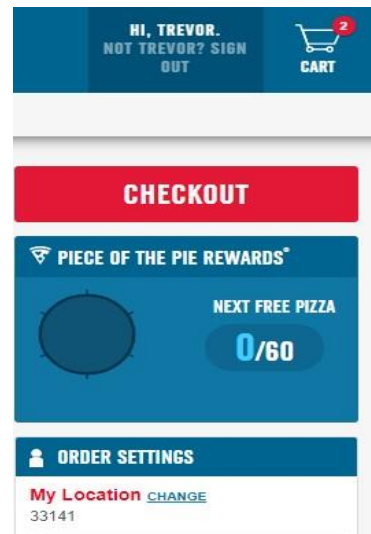 HI, TREVOR.
NOT TREVOR? SIGN
OUT
2
CART
CHECKOUT
PIECE OF THE PIE REWARDS®
NEXT FREE PIZZA
0/60
ORDER SETTINGS
My Location CHANGE
33141